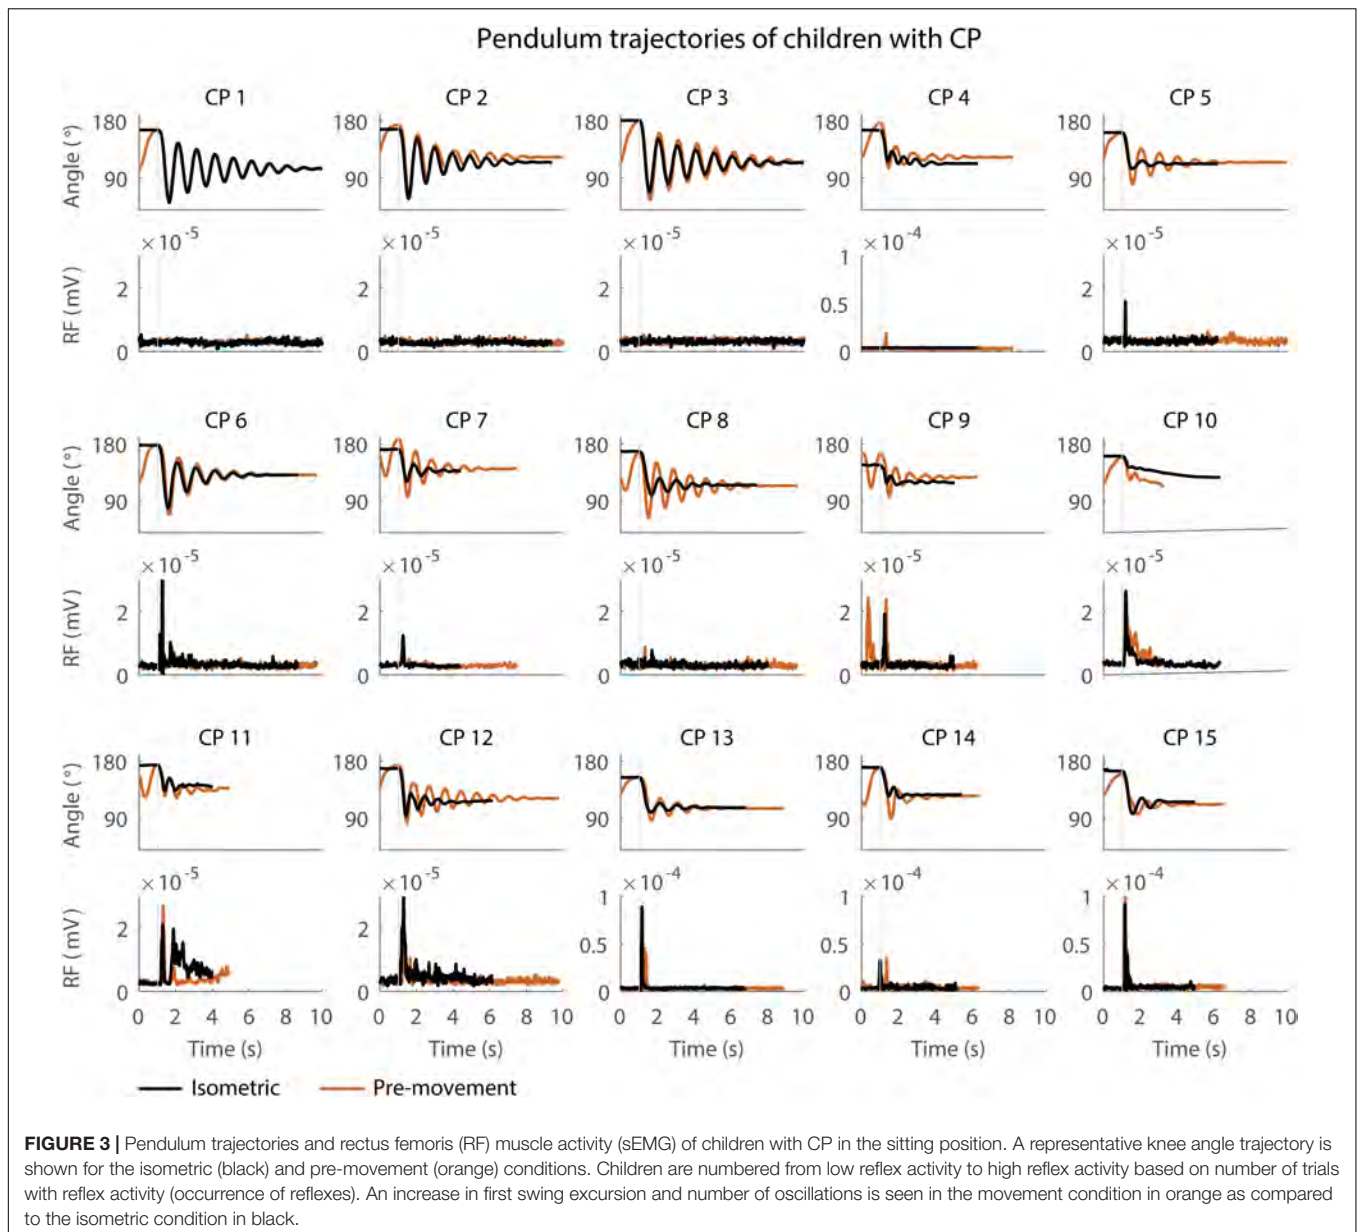 Pendulum trajectories of children with CP
CP 1 CP 2 CP 3 CP 4 CP 5
Angle (°) 180 90 180 90 180 90 180 90 180 90
×10-5 ×10-5 ×10-5 ×10-4 ×10-5
RF (mV) 2 0 2 0 2 0 1 0.5 0 2 0
CP 6 CP 7 CP 8 CP 9 CP 10
Angle (°) 180 90 180 90 180 90 180 90 180 90
×10-5 ×10-5 ×10-5 ×10-5 ×10-5
RF (mV) 2 0 2 0 2 0 2 0 2 0
CP 11 CP 12 CP 13 CP 14 CP 15
Angle (°) 180 90 180 90 180 90 180 90 180 90
×10-5 ×10-5 ×10-4 ×10-4 ×10-4
RF (mV) 2 0 2 0 1 0.5 0 1 0.5 0 1 0.5 0
0 2 4 6 8 10 0 2 4 6 8 10 0 2 4 6 8 10 0 2 4 6 8 10 0 2 4 6 8 10
Time (s) Time (s) Time (s) Time (s) Time (s)
Isometric Pre-movement
FIGURE 3 | Pendulum trajectories and rectus femoris (RF) muscle activity (sEMG) of children with CP in the sitting position. A representative knee angle trajectory is
shown for the isometric (black) and pre-movement (orange) conditions. Children are numbered from low reflex activity to high reflex activity based on number of trials
with reflex activity (occurrence of reflexes). An increase in first swing excursion and number of oscillations is seen in the movement condition in orange as compared
to the isometric condition in black.